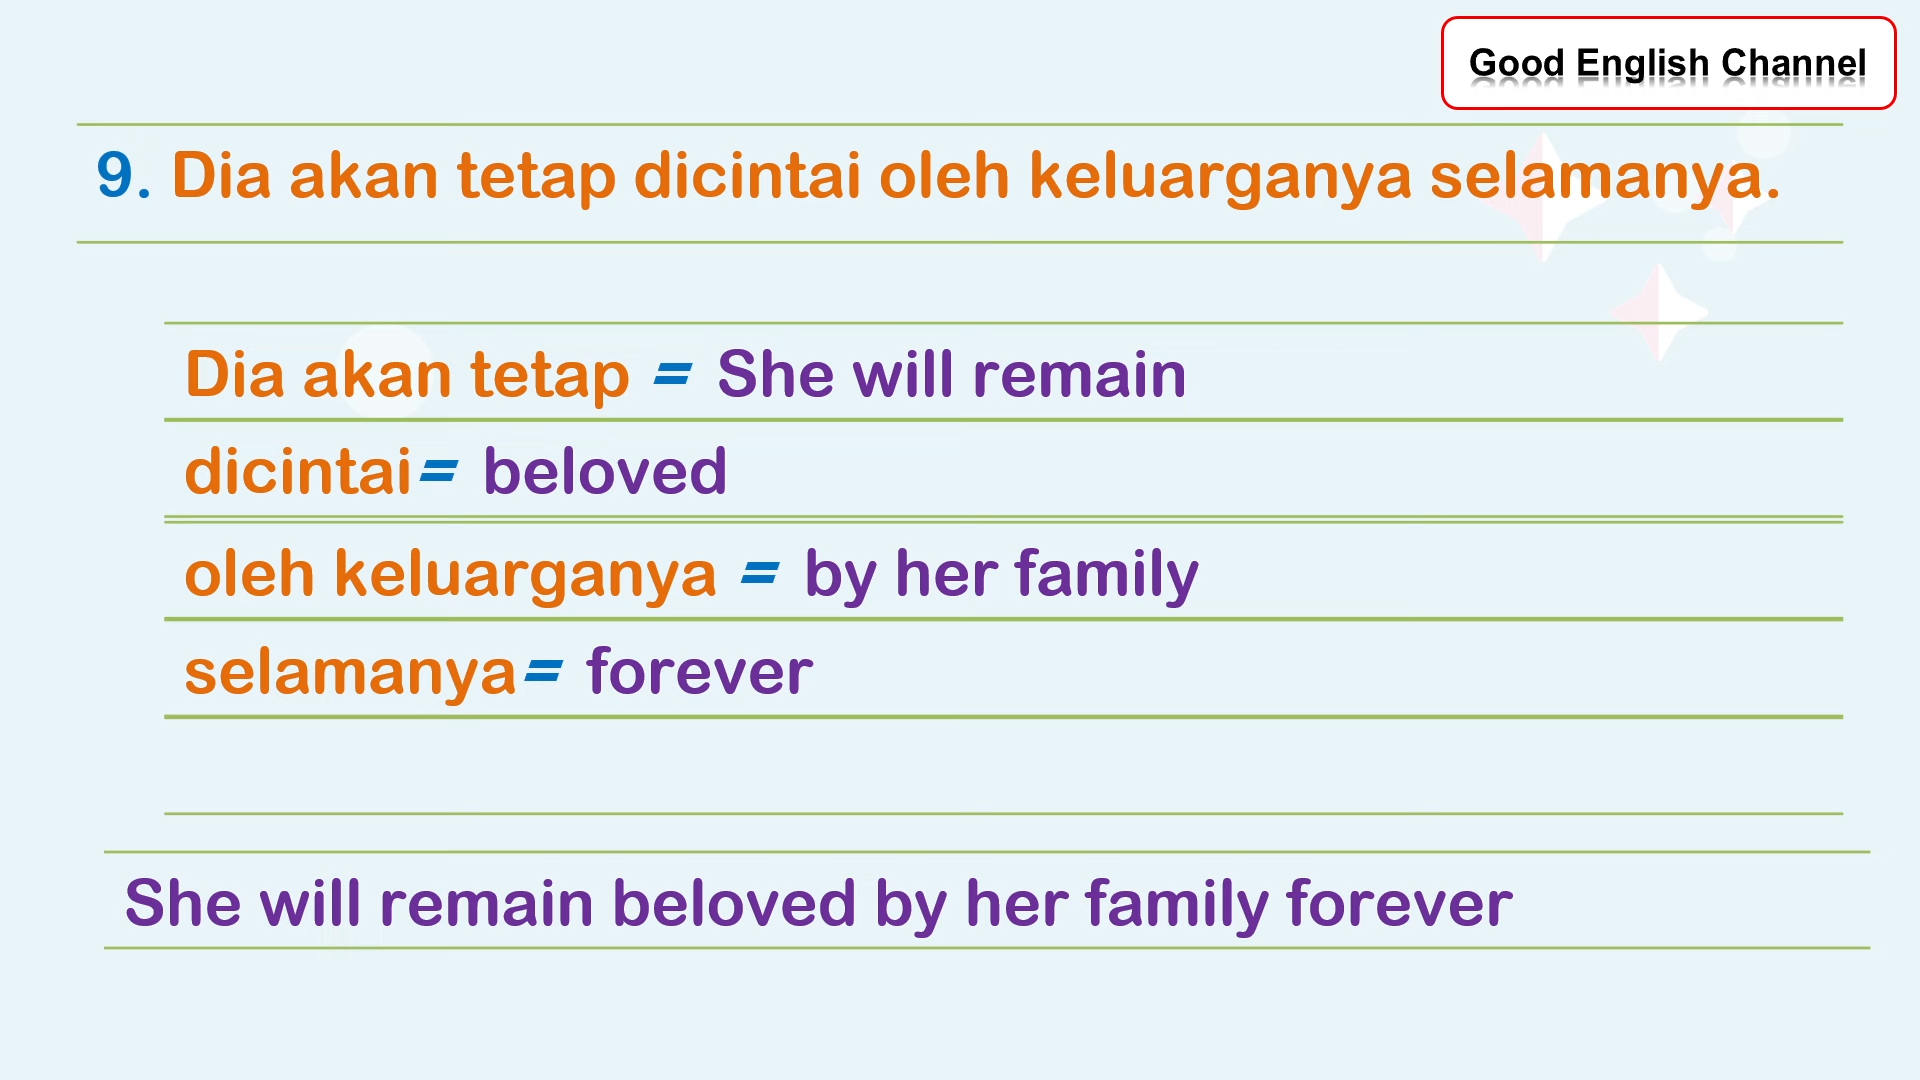 Good English Channel
9. Dia akan tetap dicintai oleh keluarganya selamanya.
Dia akan tetap = She will remain
dicintai= beloved
oleh keluarganya = by her family
selamanya= forever
She will remain beloved by her family forever